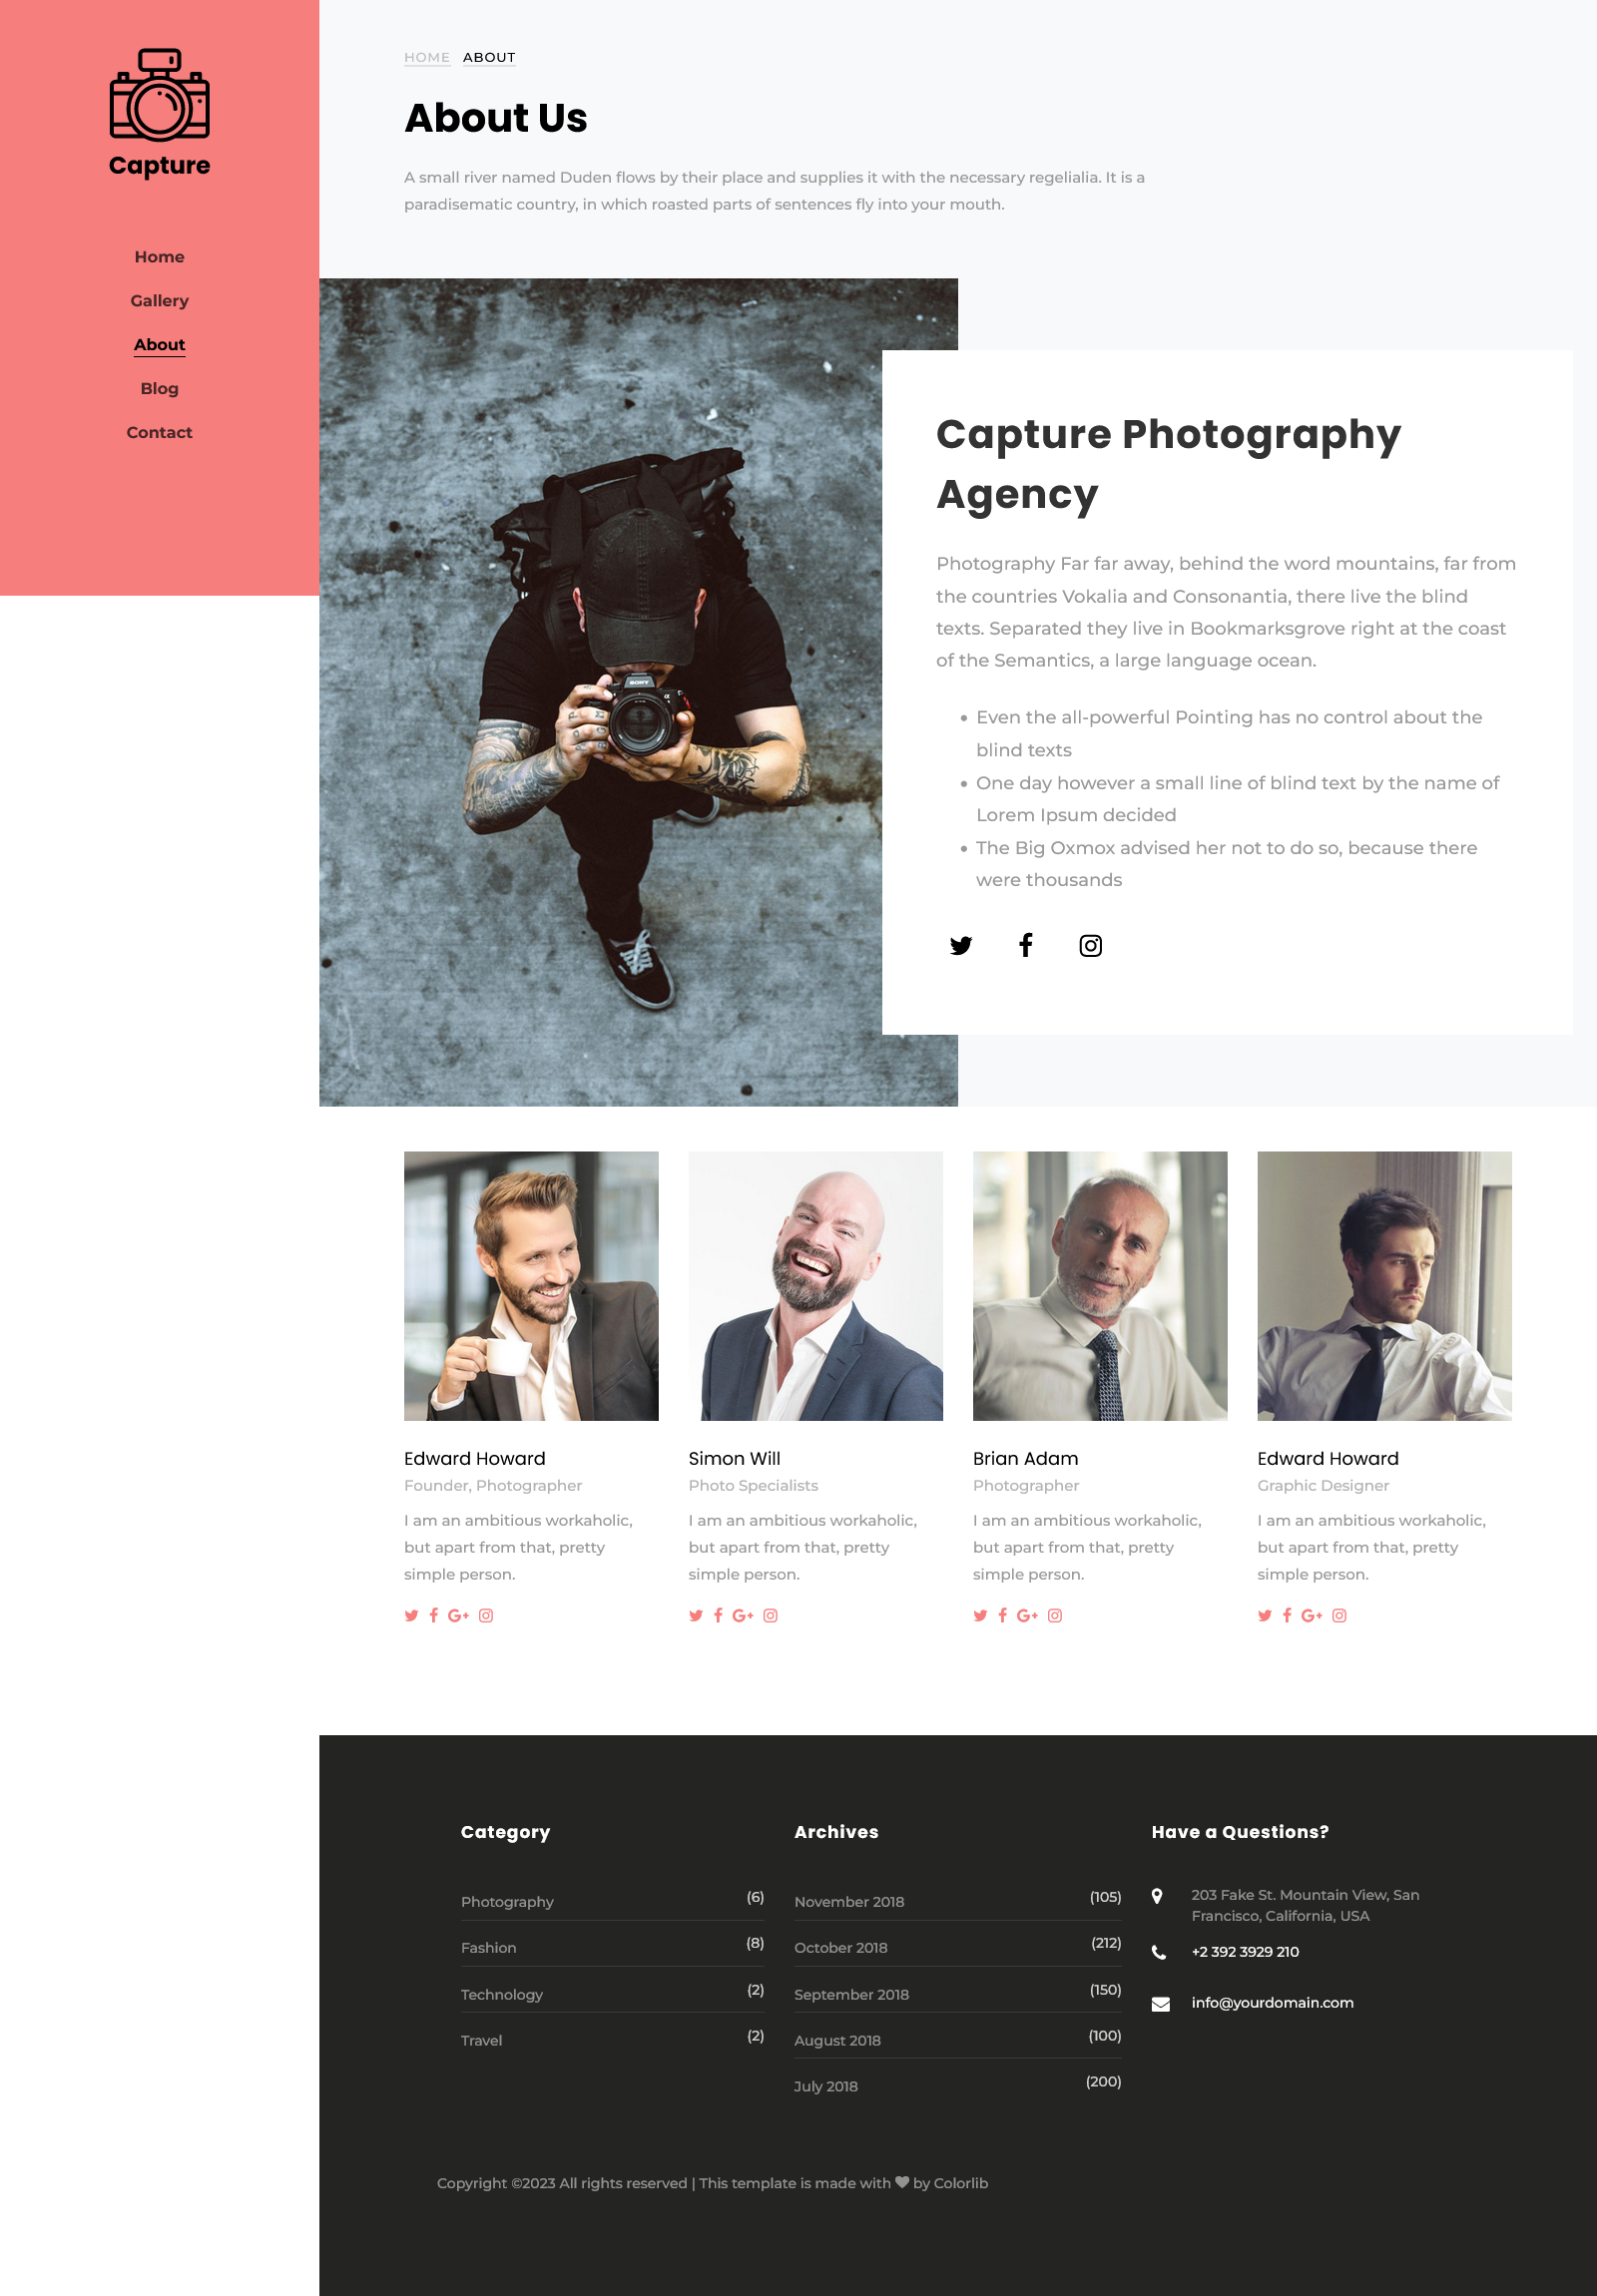 Capture
Home
Gallery
About
Blog
Contact
HOME ABOUT
About Us
A small river named Duden flows by their place and supplies it with the necessary regelialia. It is a
paradisematic country, in which roasted parts of sentences fly into your mouth.
SONY
Capture Photography
Agency
Photography Far far away, behind the word mountains, far from
the countries Vokalia and Consonantia, there live the blind
texts. Separated they live in Bookmarksgrove right at the coast
of the Semantics, a large language ocean.
• Even the all-powerful Pointing has no control about the
blind texts
• One day however a small line of blind text by the name of
Lorem Ipsum decided
• The Big Oxmox advised her not to do so, because there
were thousands
Edward Howard
Founder, Photographer
I am an ambitious workaholic,
but apart from that, pretty
simple person.
Simon Will
Photo Specialists
I am an ambitious workaholic,
but apart from that, pretty
simple person.
Brian Adam
Photographer
I am an ambitious workaholic,
but apart from that, pretty
simple person.
Edward Howard
Graphic Designer
I am an ambitious workaholic,
but apart from that, pretty
simple person.
Category
Photography (6)
Fashion (8)
Technology (2)
Travel (2)
Archives
November 2018 (105)
October 2018 (212)
September 2018 (150)
August 2018 (100)
July 2018 (200)
Have a Questions?
203 Fake St. Mountain View, San
Francisco, California, USA
+2 392 3929 210
info@yourdomain.com
Copyright ©2023 All rights reserved | This template is made with ♥ by Colorlib